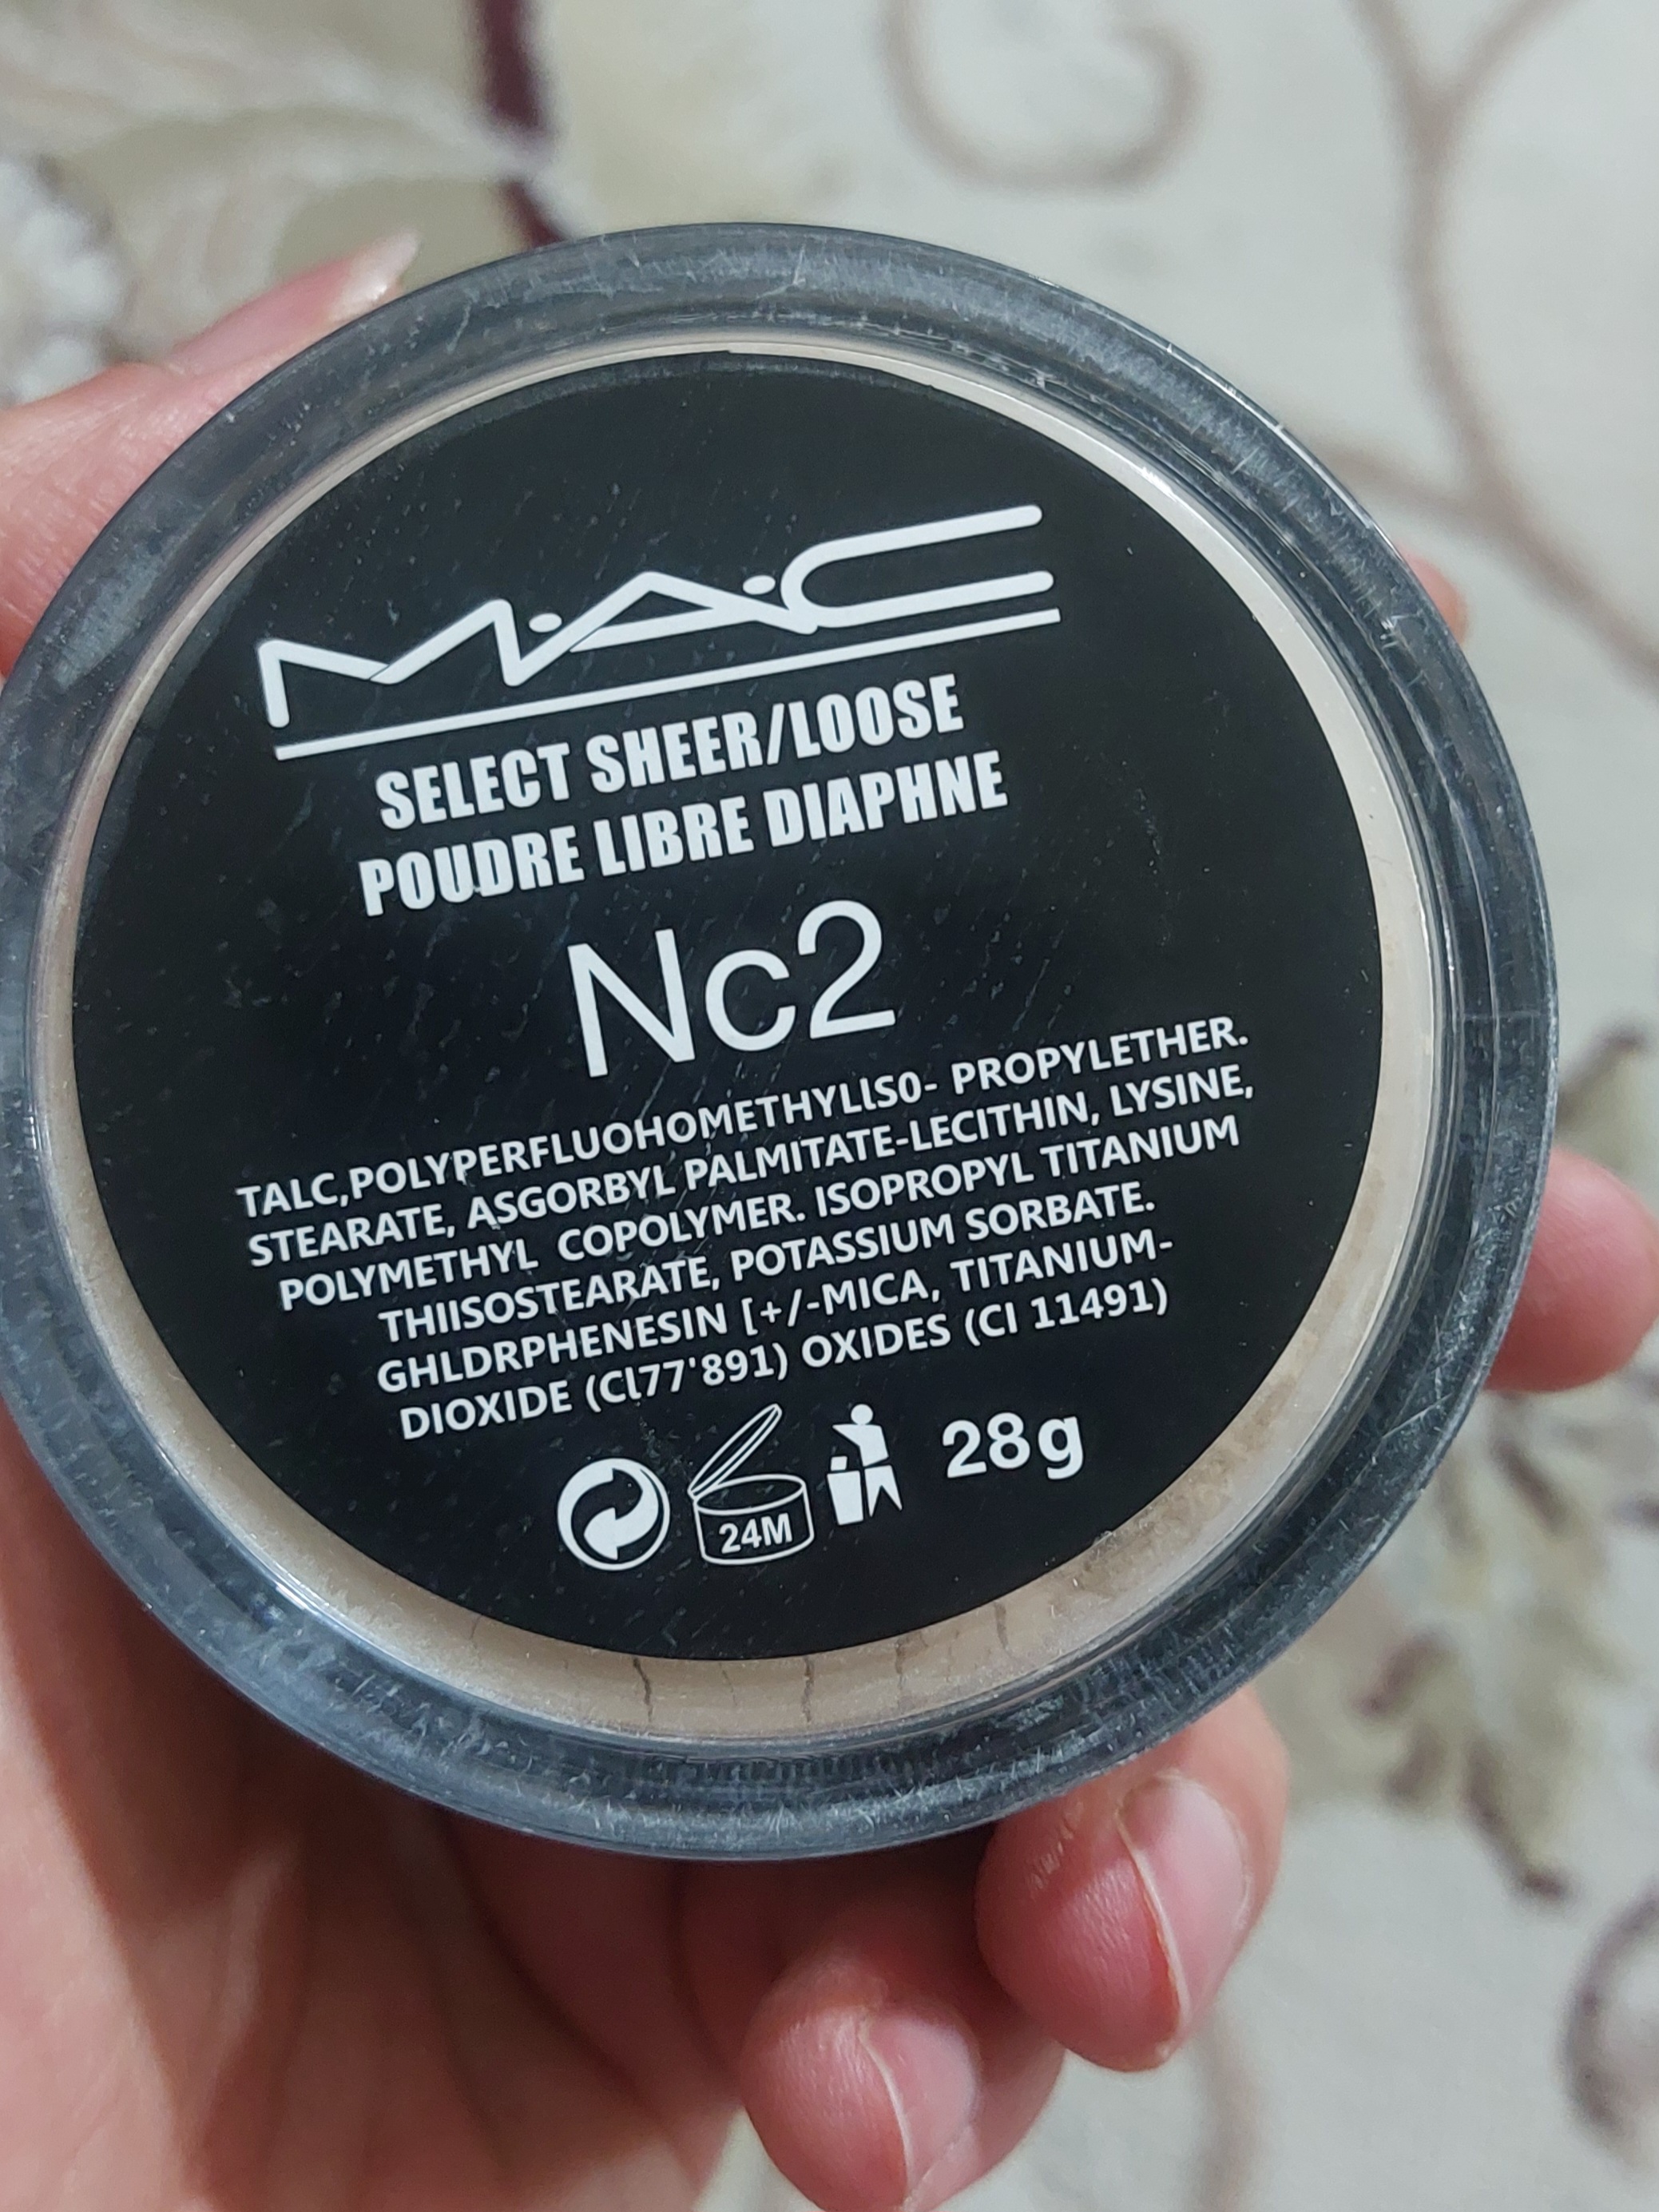 M·A·C
SELECT SHEER/LOOSE
POUDRE LIBRE DIAPHNE
Nc2
TALC,POLYPERFLUOHOMETHYLlS0- PROPYLETHER.
STEARATE, ASGORBYL PALMITATE-LECITHIN, LYSINE,
POLYMETHYL COPOLYMER. ISOPROPYL TITANIUM
THIISOSTEARATE, POTASSIUM SORBATE.
GHLDRPHENESIN [+/-MICA, TITANIUM-
DIOXIDE (Cl77'891) OXIDES (CI 11491)
24M 28g